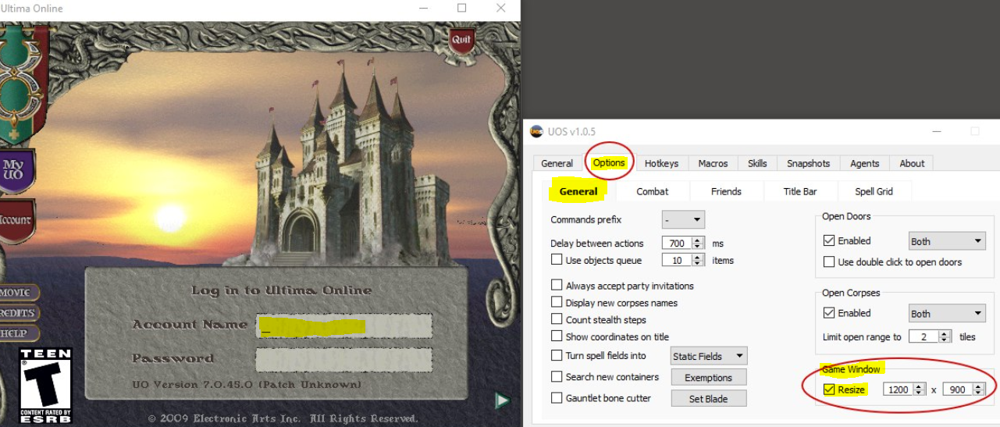 Ultima Online
Quit
My
UO
Account
MOVIE
CREDITS
HELP
Log in to Ultima Online
Account Name _
Password
UO Version 7.0.45.0 (Patch Unknown)
© 2009 Electronic Arts Inc. All Rights Reserved.
TEEN
T
®
CONTENT RATED BY
ESRB
UOS
UOS v1.0.5
General Options Hotkeys Macros Skills Snapshots Agents About
General Combat Friends Title Bar Spell Grid
Commands prefix -
Delay between actions 700 ms
Use objects queue 10 items
Always accept party invitations
Display new corpses names
Count stealth steps
Show coordinates on title
Turn spell fields into Static Fields
Search new containers Exemptions
Gauntlet bone cutter Set Blade
Open Doors
Enabled Both
Use double click to open doors
Open Corpses
Enabled Both
Limit open range to 2 tiles
Game Window
Resize 1200 x 900